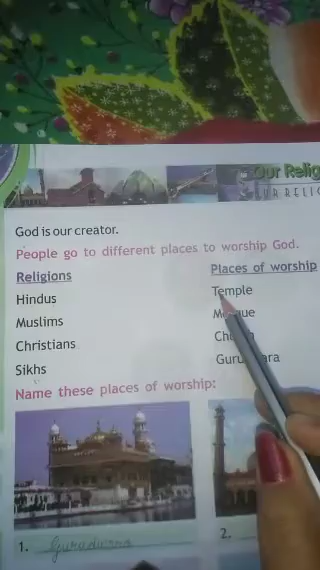 Our Relig
God is our creator.
People go to different places to worship God.
Religions Places of worship
Hindus Temple
Muslims
Christians
Sikhs
Name these places of worship:
1. 2.